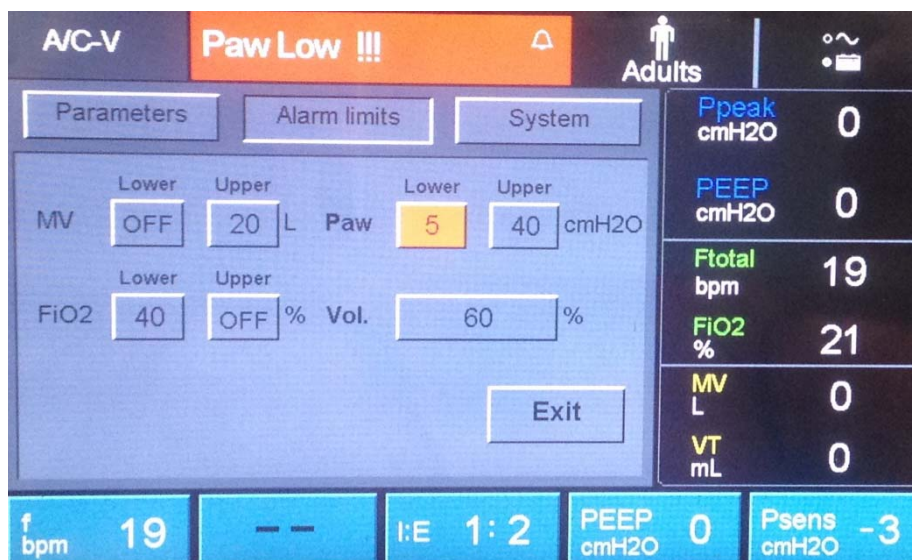 A/C-V Paw Low !!! Adults
Parameters Alarm limits System
Lower Upper Lower Upper
MV OFF 20 L Paw 5 40 cmH2O
Lower Upper
FiO2 40 OFF % Vol. 60 %
Exit
Ppeak
cmH2O 0
PEEP
cmH2O 0
Ftotal
bpm 19
FiO2
% 21
MV
L 0
VT
mL 0
f
bpm 19
-- --
I:E 1:2
PEEP
cmH2O 0
Psens
cmH2O -3